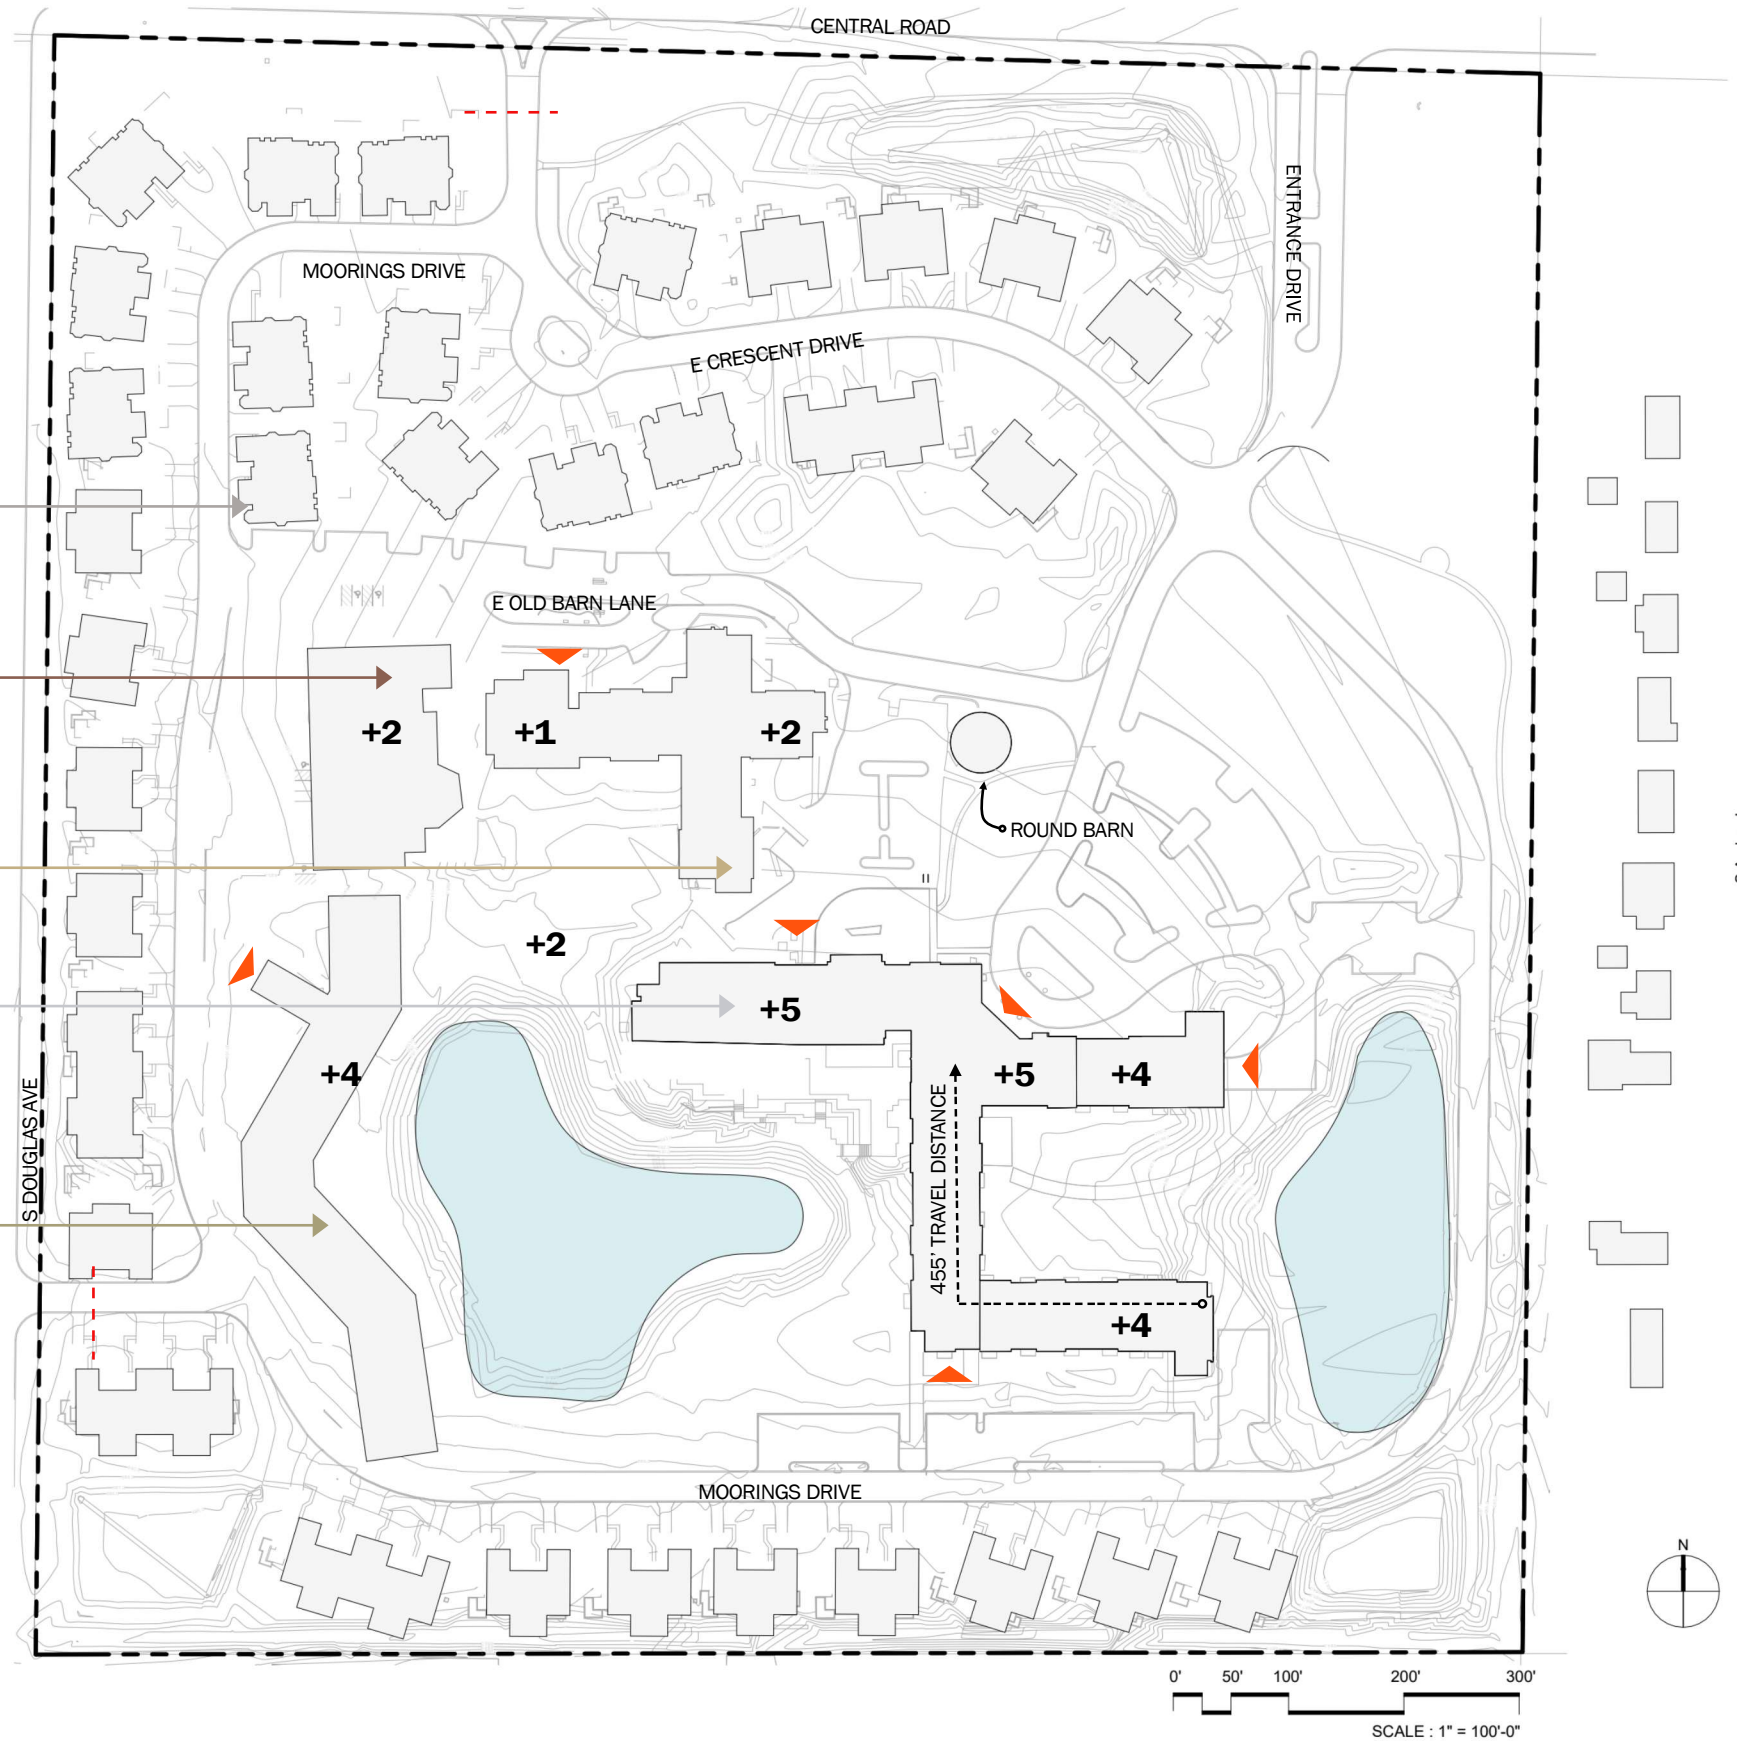 CENTRAL ROAD
ENTRANCE DRIVE
MOORINGS DRIVE
E CRESCENT DRIVE
E OLD BARN LANE
+2
+1
+2
ROUND BARN
+2
+5
+4
+5
+4
S DOUGLAS AVE
455' TRAVEL DISTANCE
+4
MOORINGS DRIVE
N
0' 50' 100' 200' 300'
SCALE : 1" = 100'-0"